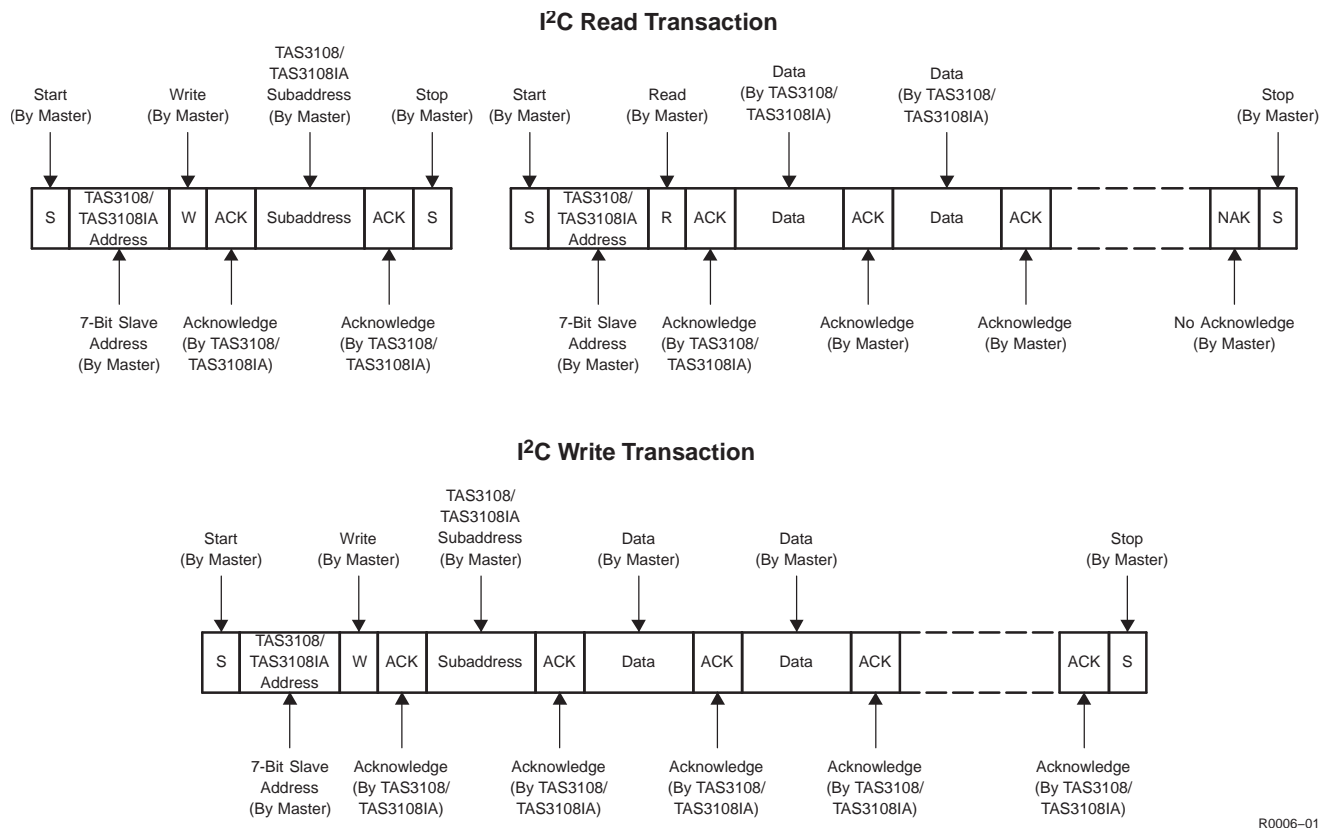 I2C Read Transaction
TAS3108/
TAS3108IA
Subaddress
(By Master)
Start
(By Master)
Write
(By Master)
Stop
(By Master)
Start
(By Master)
Read
(By Master)
Data
(By TAS3108/
TAS3108IA)
Data
(By TAS3108/
TAS3108IA)
Stop
(By Master)
S
TAS3108/
TAS3108IA
Address
W
ACK
Subaddress
ACK
S
S
TAS3108/
TAS3108IA
Address
R
ACK
Data
ACK
Data
ACK
NAK
S
7-Bit Slave
Address
(By Master)
Acknowledge
(By TAS3108/
TAS3108IA)
Acknowledge
(By TAS3108/
TAS3108IA)
7-Bit Slave
Address
(By Master)
Acknowledge
(By TAS3108/
TAS3108IA)
Acknowledge
(By Master)
Acknowledge
(By Master)
No Acknowledge
(By Master)
I2C Write Transaction
TAS3108/
TAS3108IA
Subaddress
(By Master)
Start
(By Master)
Write
(By Master)
Data
(By Master)
Data
(By Master)
Stop
(By Master)
S
TAS3108/
TAS3108IA
Address
W
ACK
Subaddress
ACK
Data
ACK
Data
ACK
ACK
S
7-Bit Slave
Address
(By Master)
Acknowledge
(By TAS3108/
TAS3108IA)
Acknowledge
(By TAS3108/
TAS3108IA)
Acknowledge
(By TAS3108/
TAS3108IA)
Acknowledge
(By TAS3108/
TAS3108IA)
Acknowledge
(By TAS3108/
TAS3108IA)
R0006–01